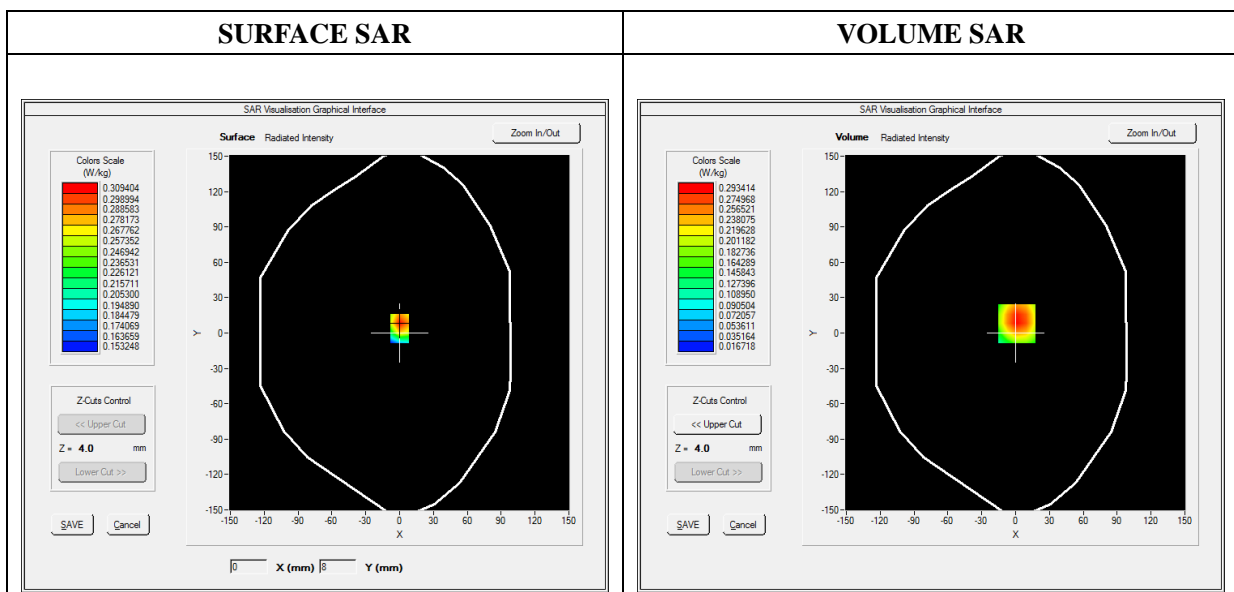 SURFACE SAR
SAR Visualisation Graphical Interface
Surface Radiated Intensity
Zoom In/Out
Colors Scale
(W/kg)
0.309404
0.298994
0.288583
0.278173
0.267762
0.257352
0.246942
0.236531
0.226121
0.215711
0.205300
0.194890
0.184479
0.174069
0.163659
0.153248
Z-Cuts Control
<< Upper Cut
Z = 4.0 mm
Lower Cut >>
SAVE Cancel
Y
150
120
90
60
30
0
-30
-60
-90
-120
-150
-150 -120 -90 -60 -30 0 30 60 90 120 150
X
0 X (mm) 8 Y (mm)
VOLUME SAR
SAR Visualisation Graphical Interface
Volume Radiated Intensity
Zoom In/Out
Colors Scale
(W/kg)
0.293414
0.274968
0.256521
0.238075
0.219628
0.201182
0.182736
0.164289
0.145843
0.127396
0.108950
0.090504
0.072057
0.053611
0.035164
0.016718
Z-Cuts Control
<< Upper Cut
Z = 4.0 mm
Lower Cut >>
SAVE Cancel
Y
150
120
90
60
30
0
-30
-60
-90
-120
-150
-150 -120 -90 -60 -30 0 30 60 90 120 150
X